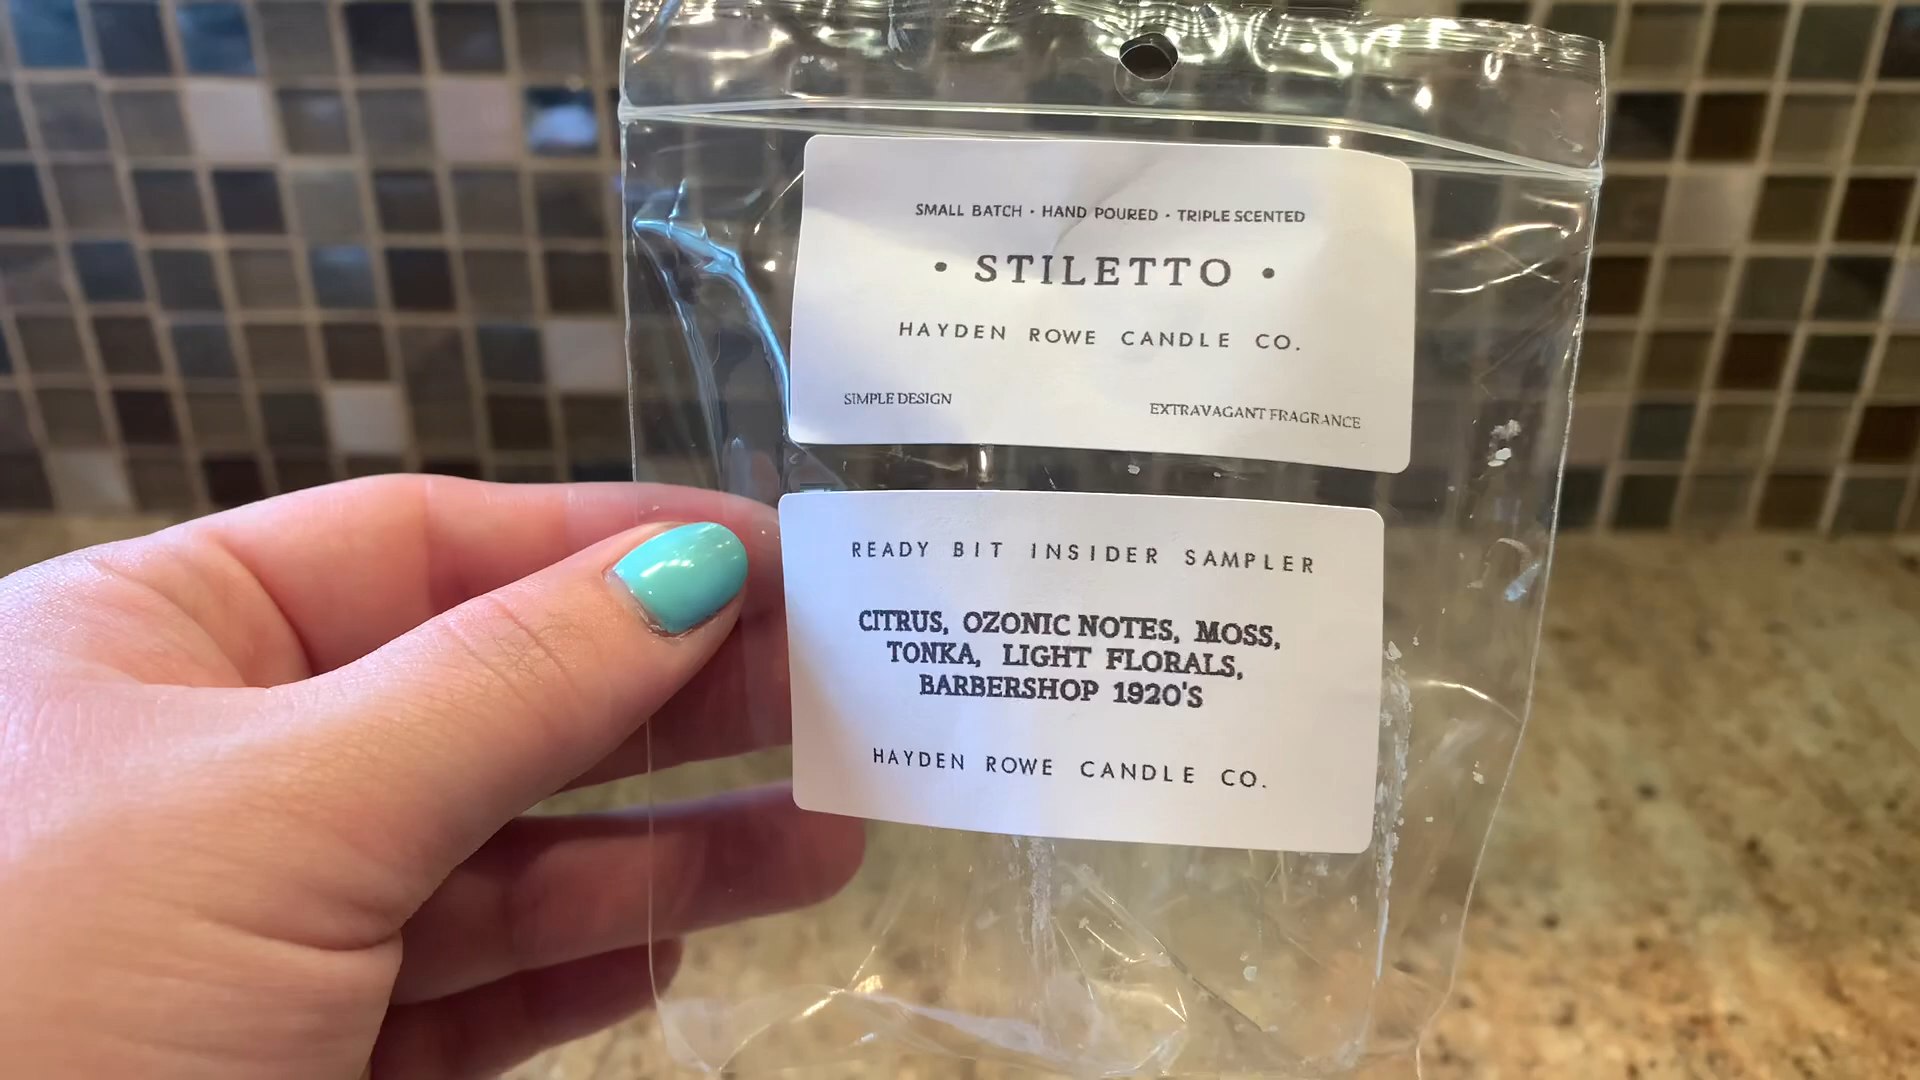 SMALL BATCH · HAND POURED · TRIPLE SCENTED
• STILETTO •
HAYDEN ROWE CANDLE CO.
SIMPLE DESIGN EXTRAVAGANT FRAGRANCE
READY BIT INSIDER SAMPLER
CITRUS, OZONIC NOTES, MOSS,
TONKA, LIGHT FLORALS,
BARBERSHOP 1920'S
HAYDEN ROWE CANDLE CO.